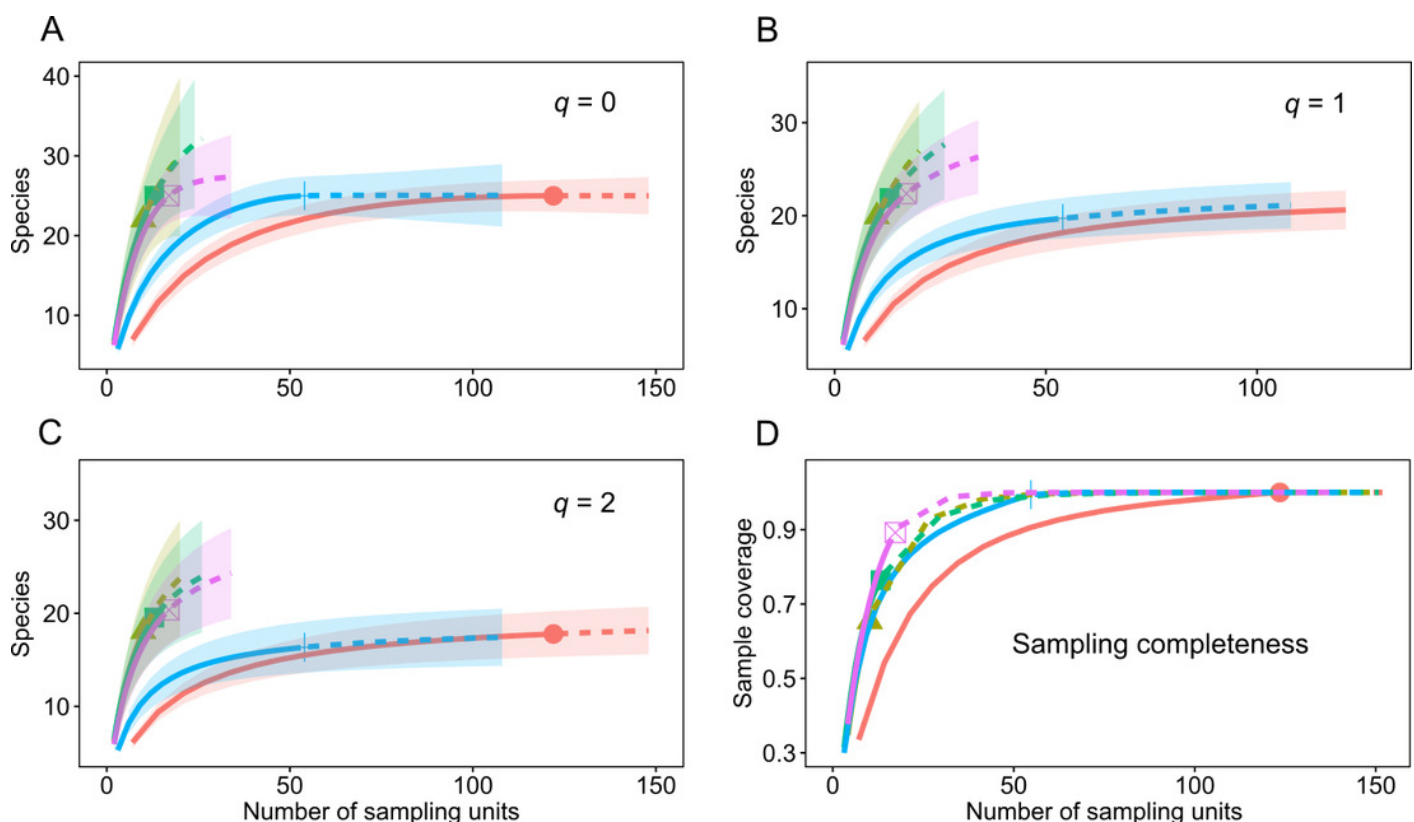 A
40
30
20
10
Species
q = 0
0
50
100
150
B
30
20
10
Species
q = 1
0
50
100
C
30
20
10
Species
q = 2
0
50
100
150
Number of sampling units
D
0.9
0.7
0.5
0.3
Sample coverage
Sampling completeness
0
50
100
150
Number of sampling units